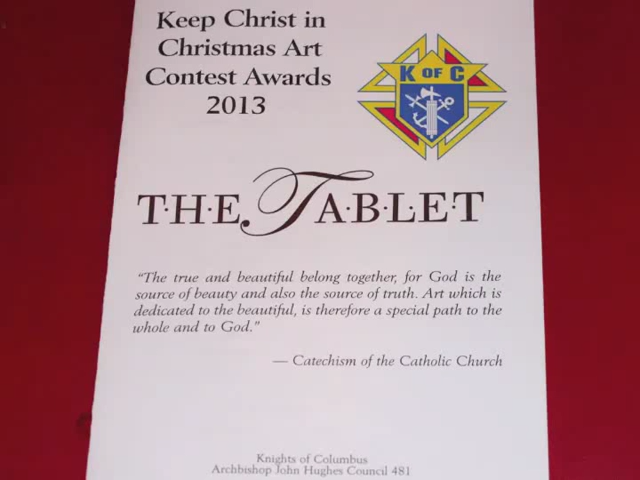 Keep Christ in
Christmas Art
Contest Awards
2013
K OF C
T·H·E TA·B·L·E·T
"The true and beautiful belong together, for God is the
source of beauty and also the source of truth. Art which is
dedicated to the beautiful, is therefore a special path to the
whole and to God."
— Catechism of the Catholic Church
Knights of Columbus
Archbishop John Hughes Council 481